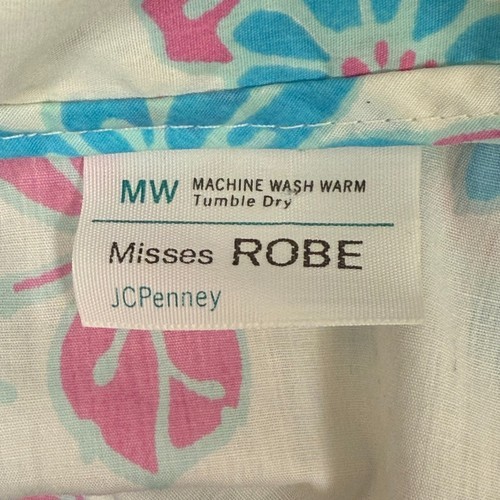 MW MACHINE WASH WARM
Tumble Dry
Misses ROBE
JCPenney